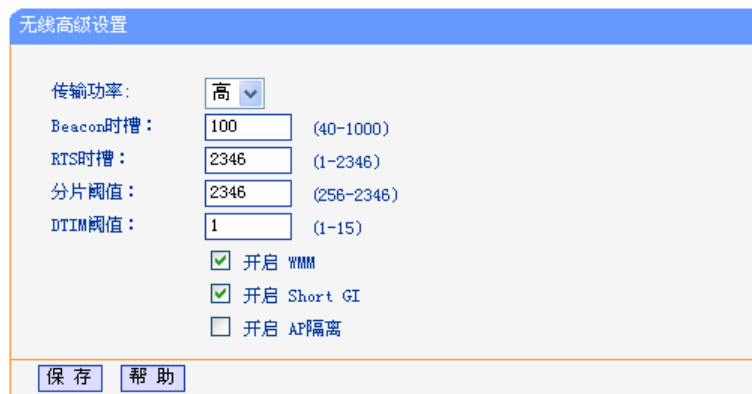 无线高级设置
传输功率: 高
Beacon时槽： 100 (40-1000)
RTS时槽： 2346 (1-2346)
分片阈值： 2346 (256-2346)
DTIM阈值： 1 (1-15)
开启 WMM
开启 Short GI
开启 AP隔离
保 存 帮 助